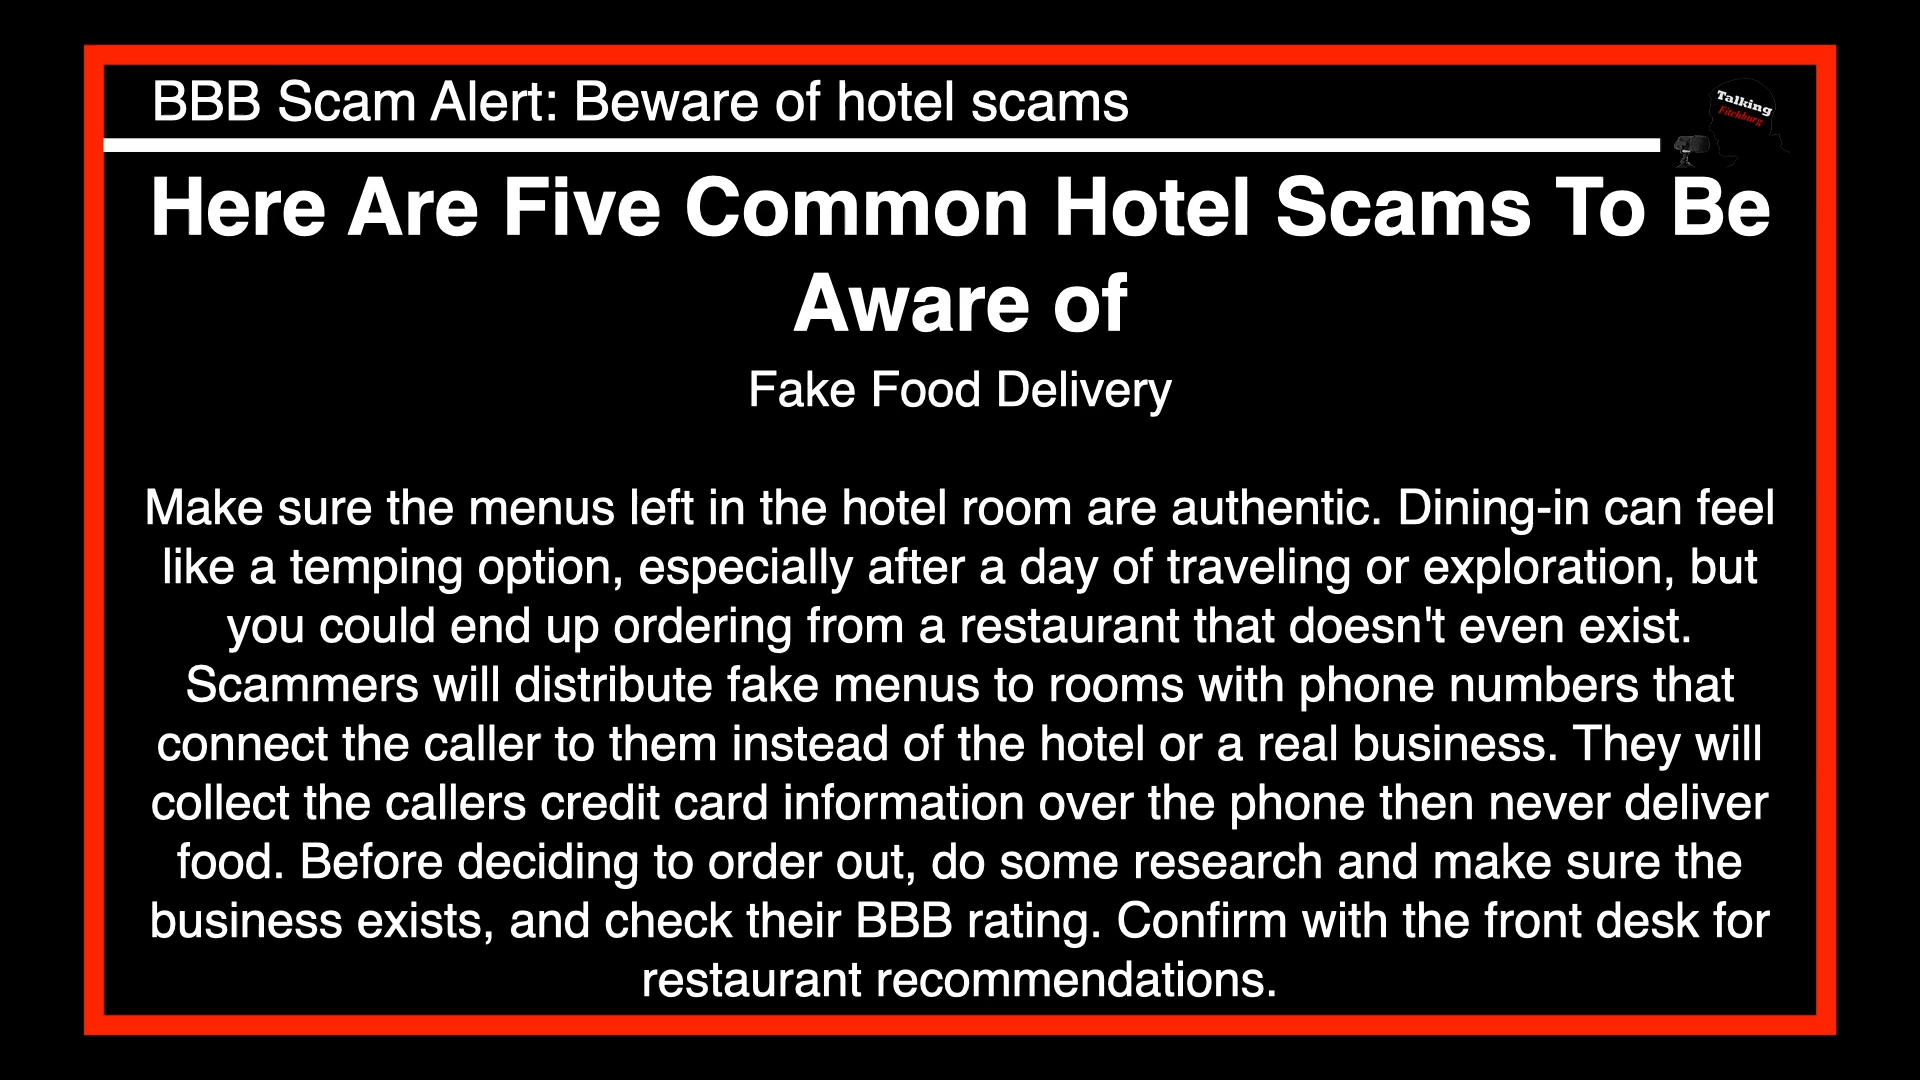 BBB Scam Alert: Beware of hotel scams
Talking
Fitchburg
Here Are Five Common Hotel Scams To Be
Aware of
Fake Food Delivery
Make sure the menus left in the hotel room are authentic. Dining-in can feel
like a temping option, especially after a day of traveling or exploration, but
you could end up ordering from a restaurant that doesn't even exist.
Scammers will distribute fake menus to rooms with phone numbers that
connect the caller to them instead of the hotel or a real business. They will
collect the callers credit card information over the phone then never deliver
food. Before deciding to order out, do some research and make sure the
business exists, and check their BBB rating. Confirm with the front desk for
restaurant recommendations.